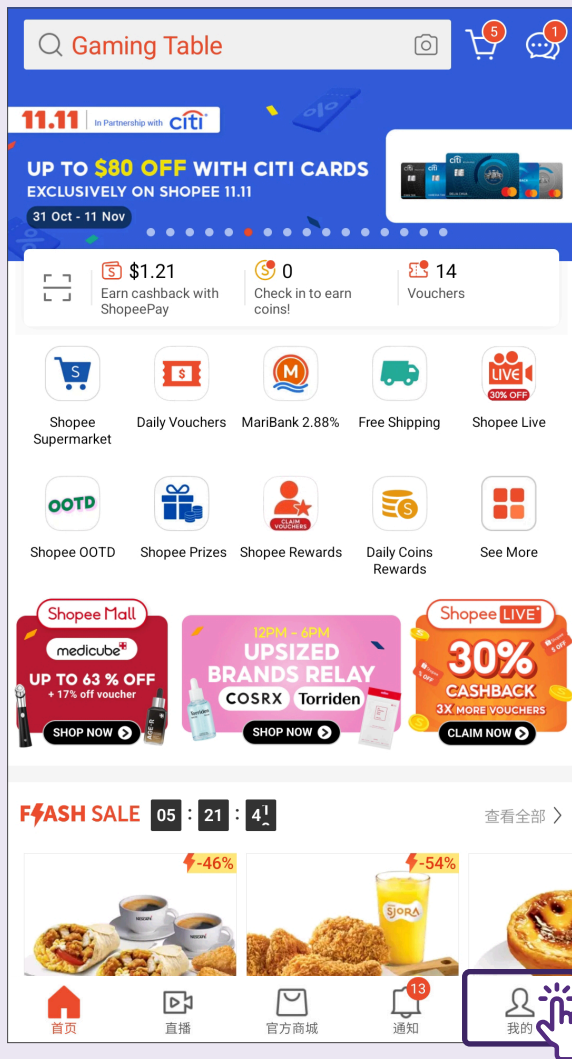 Gaming Table
5
1
11.11 In Partnership with citi
UP TO $80 OFF WITH CITI CARDS
EXCLUSIVELY ON SHOPEE 11.11
31 Oct - 11 Nov
$1.21
Earn cashback with
ShopeePay
0
Check in to earn
coins!
14
Vouchers
LIVE
30% OFF
Shopee
Supermarket
Daily Vouchers
MariBank 2.88%
Free Shipping
Shopee Live
OOTD
CLAIM
VOUCHERS
Shopee OOTD
Shopee Prizes
Shopee Rewards
Daily Coins
Rewards
See More
Shopee Mall
medicube
UP TO 63 % OFF
+ 17% off voucher
AGE-R
SHOP NOW
12PM – 6PM
UPSIZED
BRANDS RELAY
COSRX Torriden
Torriden
SHOP NOW
Shopee LIVE
30%
CASHBACK
3X MORE VOUCHERS
CLAIM NOW
FLASH SALE 05 : 21 : 4
查看全部
-46%
NESCAFÉ
-54%
SJORA
首页
直播
官方商城
13
通知
我的